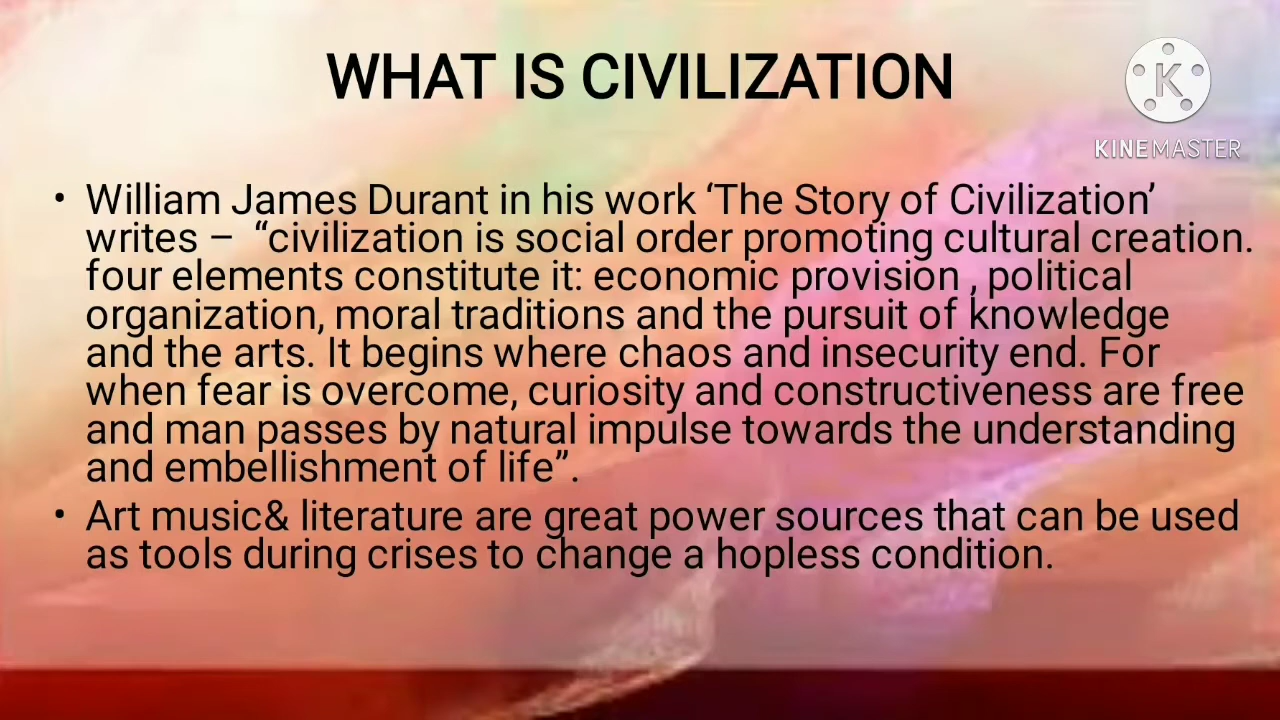 WHAT IS CIVILIZATION
K
KINEMASTER
• William James Durant in his work ‘The Story of Civilization’
writes – “civilization is social order promoting cultural creation.
four elements constitute it: economic provision , political
organization, moral traditions and the pursuit of knowledge
and the arts. It begins where chaos and insecurity end. For
when fear is overcome, curiosity and constructiveness are free
and man passes by natural impulse towards the understanding
and embellishment of life”.
• Art music& literature are great power sources that can be used
as tools during crises to change a hopless condition.